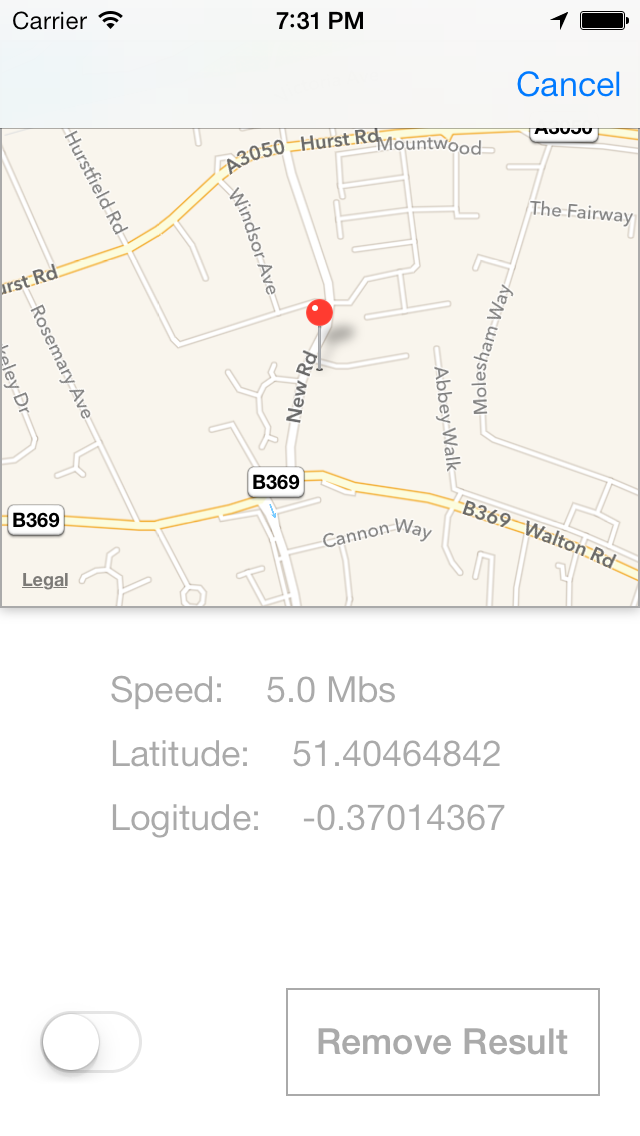 Carrier 7:31 PM
Cancel
A3050 Hurst Rd
A3050
Mountwood
Hurstfield Rd
Windsor Ave
The Fairway
urst Rd
Rosemary Ave
Molesham Way
keley Dr
New Rd
Abbey Walk
B369
B369
B369 Walton Rd
Cannon Way
Legal
Speed: 5.0 Mbs
Latitude: 51.40464842
Logitude: -0.37014367
Remove Result